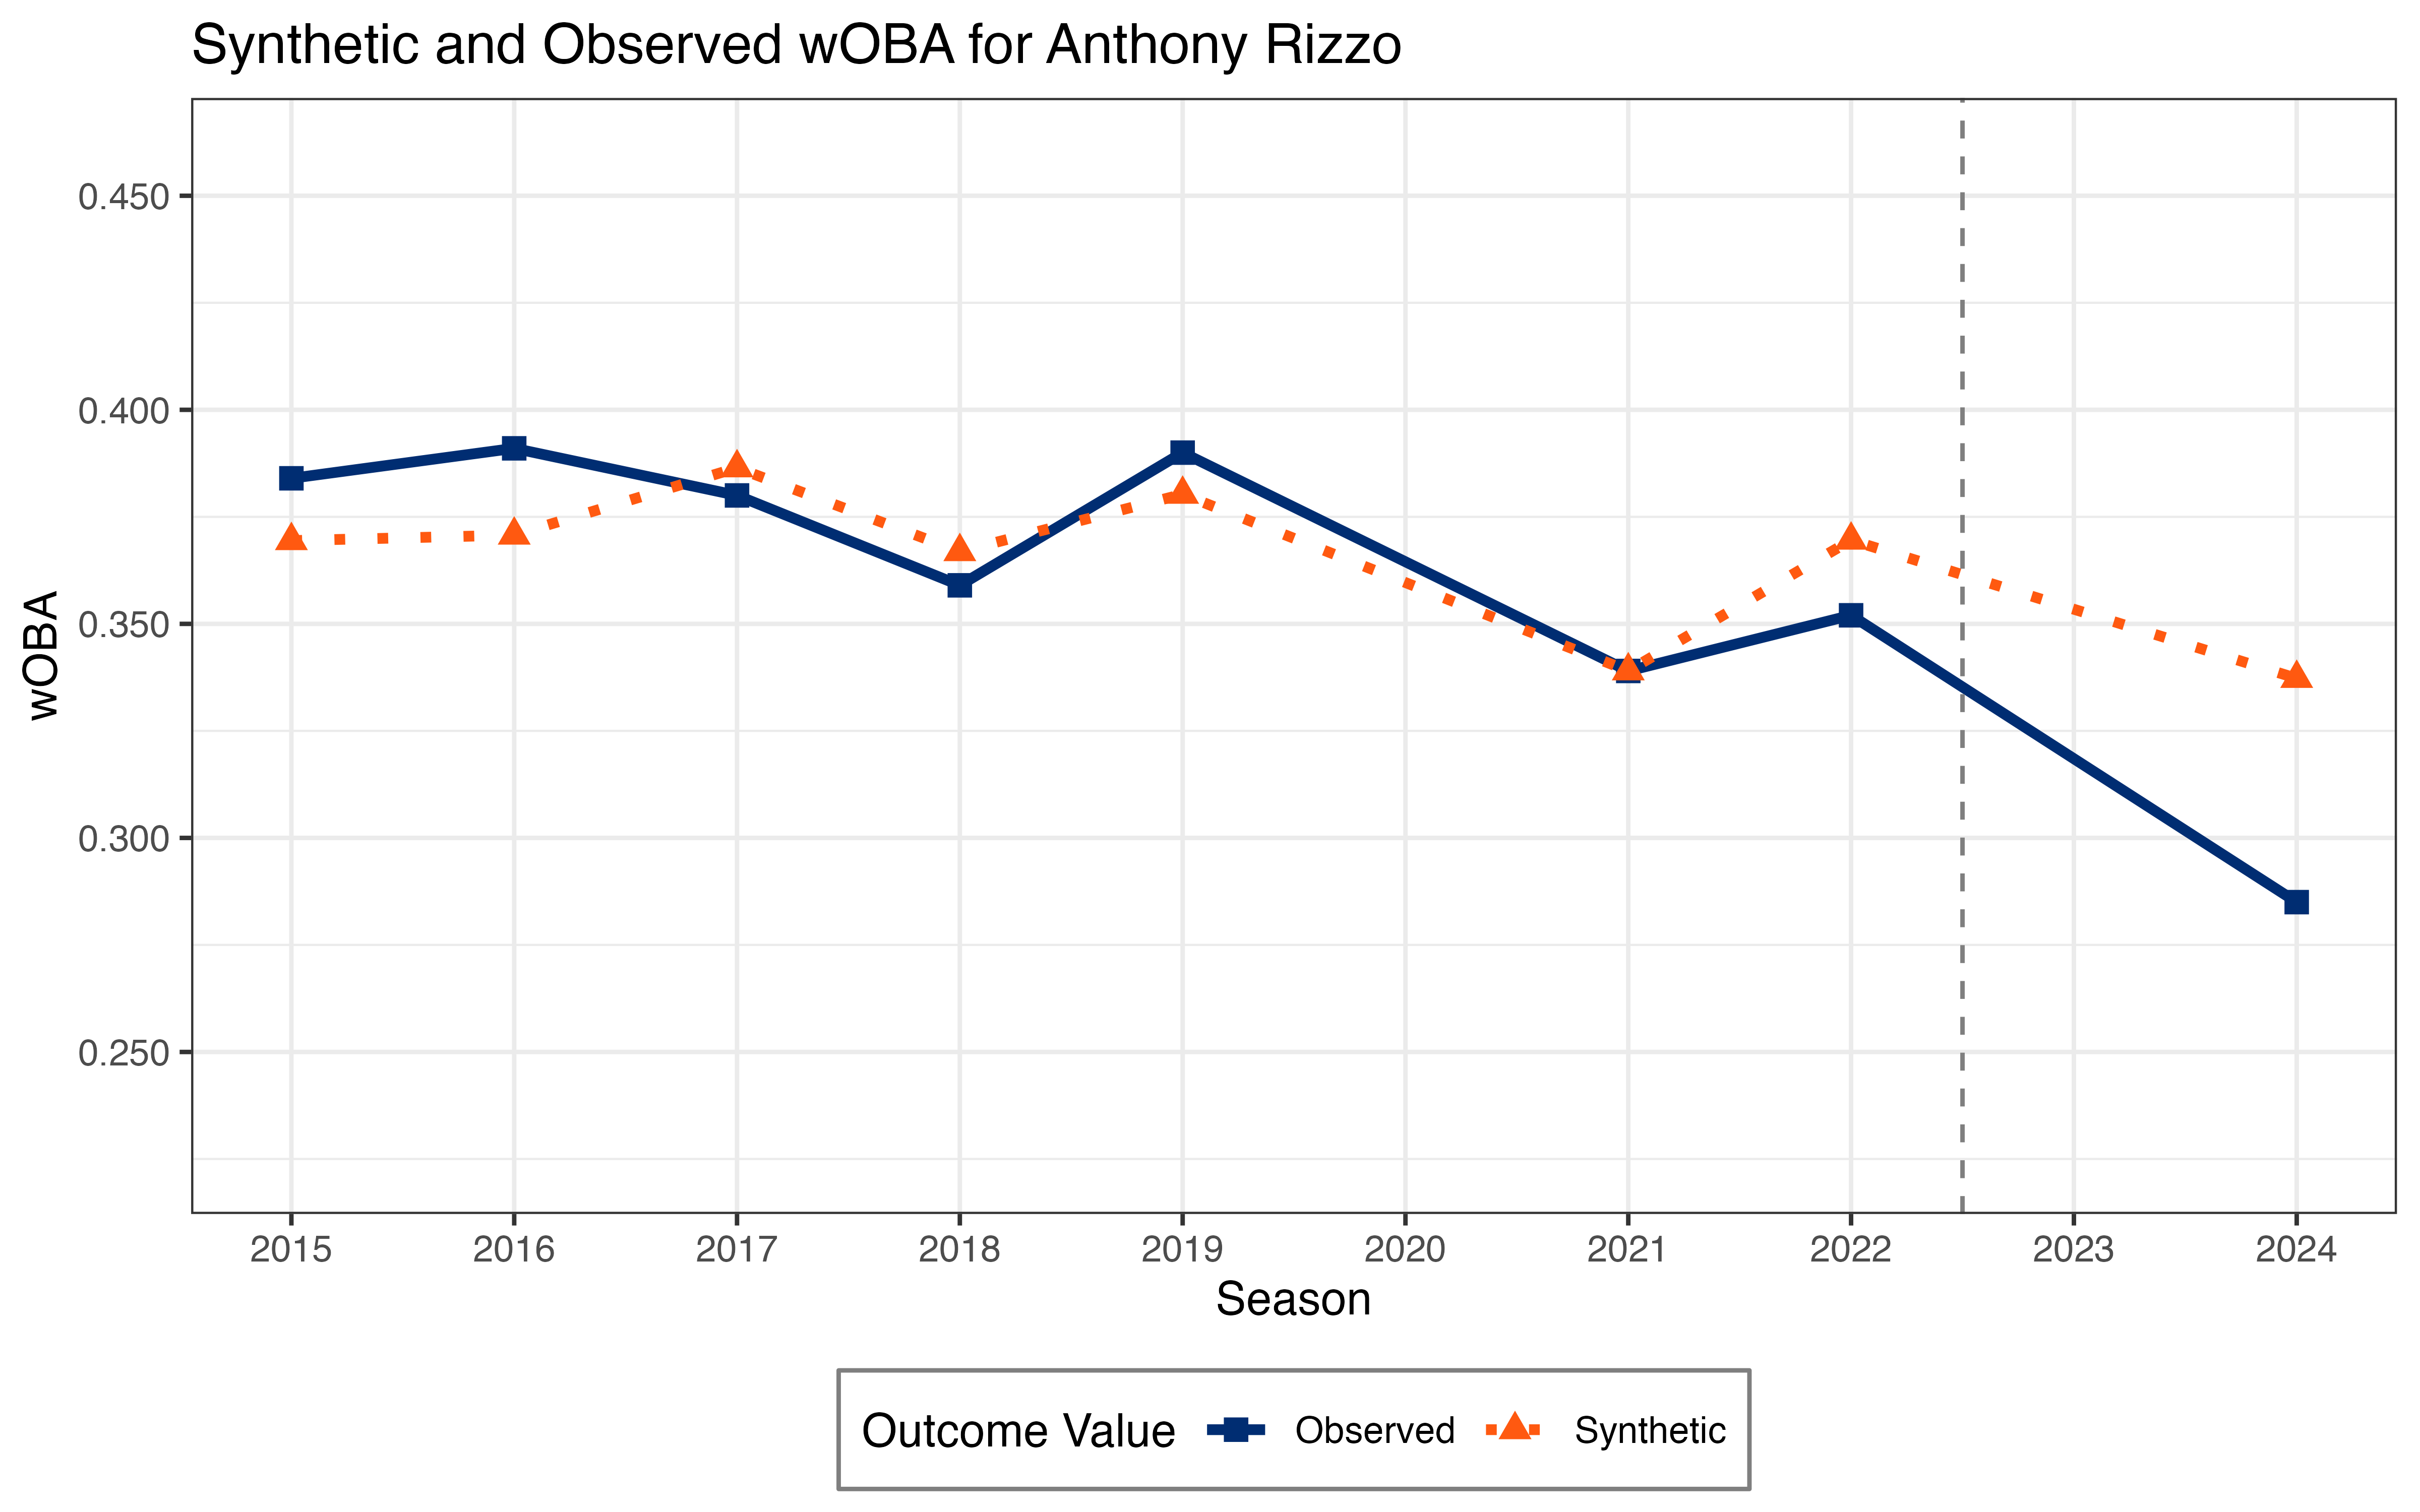 Synthetic and Observed wOBA for Anthony Rizzo
wOBA
0.450
0.400
0.350
0.300
0.250
2015 2016 2017 2018 2019 2020 2021 2022 2023 2024
Season
Outcome Value Observed Synthetic